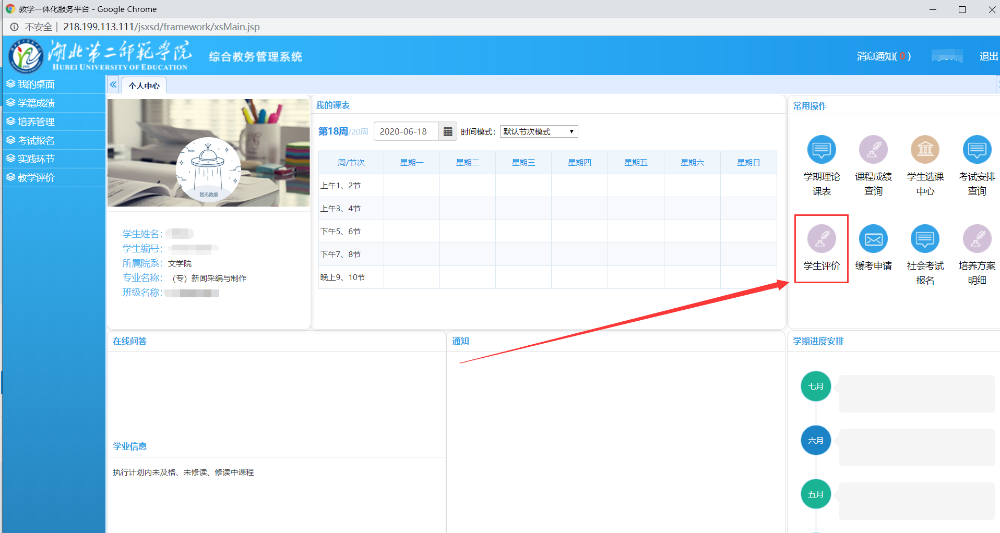 教学一体化服务平台 - Google Chrome
不安全 | 218.199.113.111/jsxsd/framework/xsMain.jsp
湖北第二师范学院
HUBEI UNIVERSITY OF EDUCATION
综合教务管理系统
消息通知(0)
退出
我的桌面
学籍成绩
培养管理
考试报名
实践环节
教学评价
个人中心
暂无数据
学生姓名：
学生编号：
所属院系： 文学院
专业名称： （专）新闻采编与制作
班级名称：
我的课表
第18周/20周 2020-06-18 时间模式： 默认节次模式
周/节次 星期一 星期二 星期三 星期四 星期五 星期六 星期日
上午1、2节
上午3、4节
下午5、6节
下午7、8节
晚上9、10节
常用操作
学期理论课表
课程成绩查询
学生选课中心
考试安排查询
学生评价
缓考申请
社会考试报名
培养方案明细
在线问答
通知
学期进度安排
七月
六月
五月
学业信息
执行计划内未及格、未修读、修读中课程